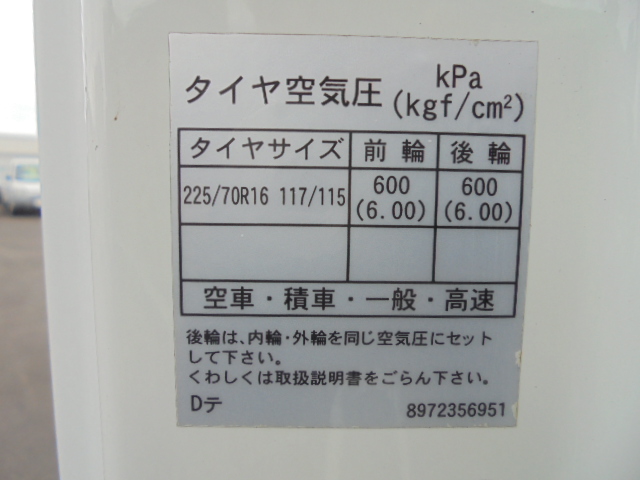 タイヤ空気圧 kPa
(kgf/cm²)
タイヤサイズ 前輪 後輪
225/70R16 117/115 600 600
(6.00) (6.00)
空車・積車・一般・高速
後輪は、内輪・外輪を同じ空気圧にセット
して下さい。
くわしくは取扱説明書をごらん下さい。
Dテ 8972356951